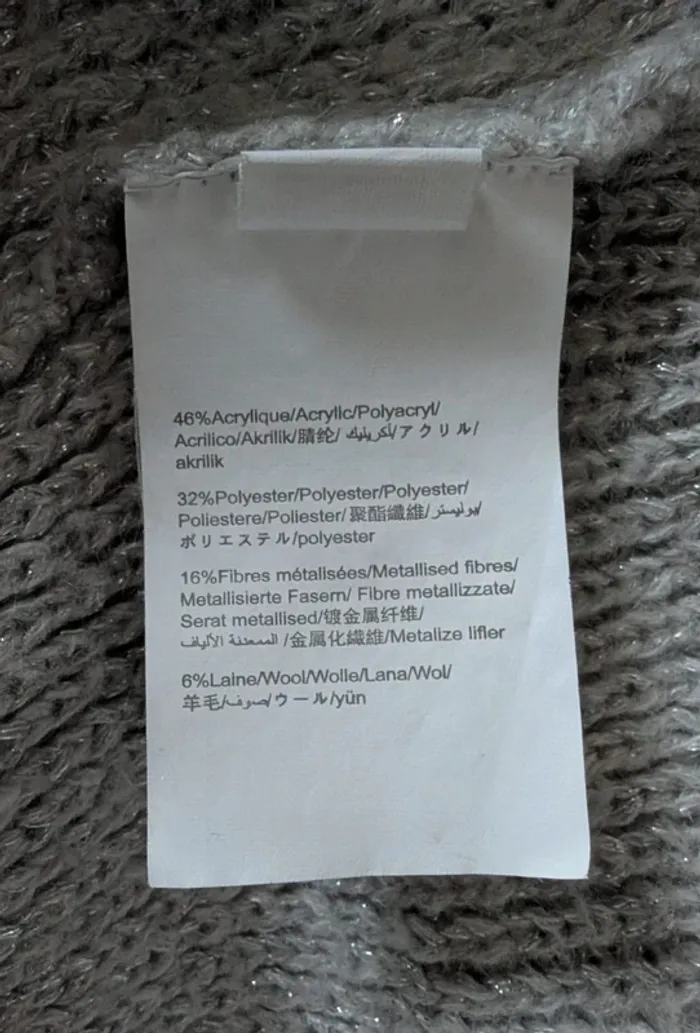 46%Acrylique/Acrylic/Polyacryl/
Acrilico/Akrilik/腈纶/ أكريليك/アクリル/
akrilik
32%Polyester/Polyester/Polyester/
Poliestere/Poliester/聚酯纖維/بوليستر/
ポリエステル/polyester
16%Fibres métalisées/Metallised fibres/
Metallisierte Fasern/ Fibre metallizzate/
Serat metallised/镀金属纤维/
الممعدنة الألياف/金属化繊維/Metalize lifler
6%Laine/Wool/Wolle/Lana/Wol/
羊毛/صوف/ウール/yün